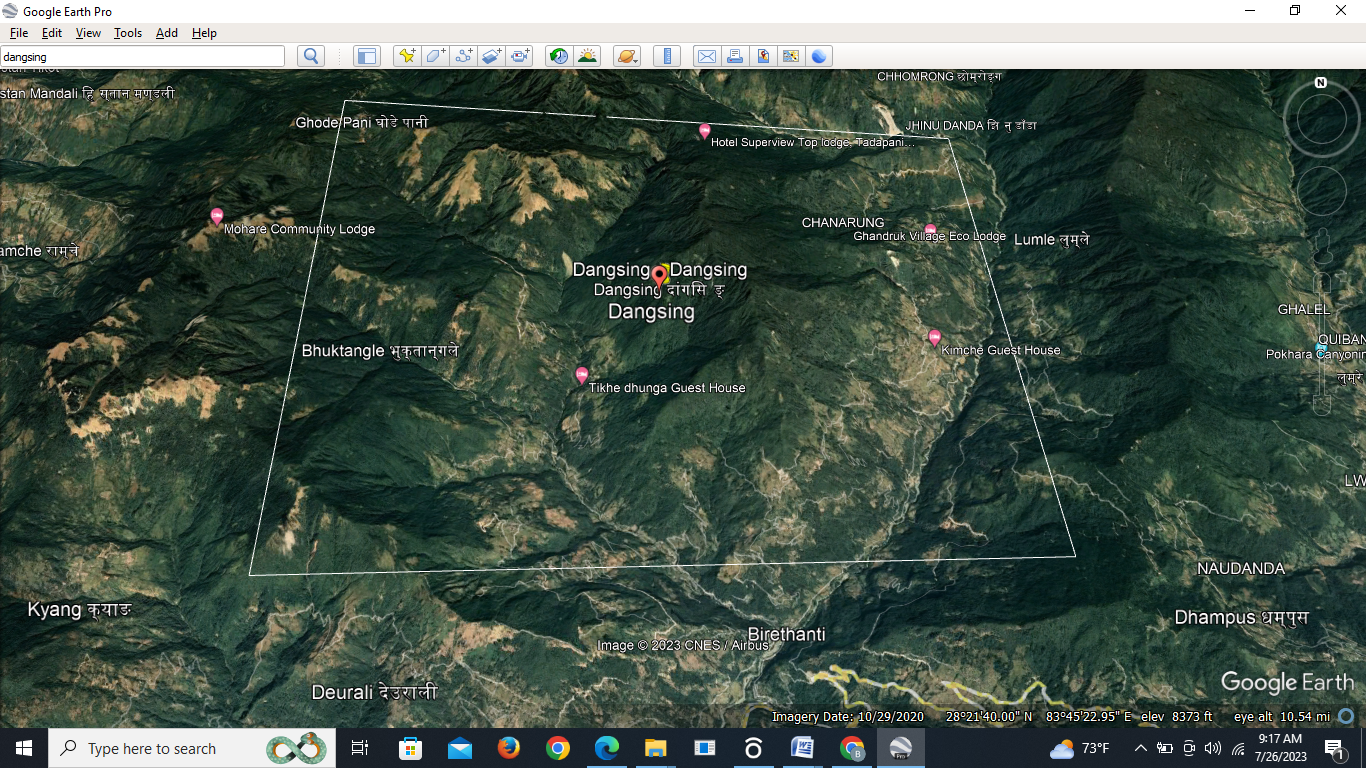 Google Earth Pro
File Edit View Tools Add Help
dangsing
CHHOMRONG छोमरोङ्ग
stan Mandali हि स्तान मण्डली
Ghode Pani घोडे पानी
JHINU DANDA झि नु डाँडा
Hotel Superview Top lodge, Tadapani...
Mohare Community Lodge
CHANARUNG
Ghandruk Village Eco Lodge
Lumle लुम्ले
amche राम्चे
Dangsing Dangsing
Dangsing दांगसि ङ्
Dangsing
GHALEL
QUIBAN
Bhuktangle भुक्तान्गले
Kimche Guest House
Pokhara Canyonin
लुमरे
Tikhe dhunga Guest House
LW
NAUDANDA
Kyang क्याङ
Dhampus धम्पुस
Birethanti
Image © 2023 CNES / Airbus
Deurali देउराली
Google Earth
N
Imagery Date: 10/29/2020 28°21'40.00" N 83°45'22.95" E elev 8373 ft eye alt 10.54 mi
Type here to search
73°F
9:17 AM
7/26/2023
1